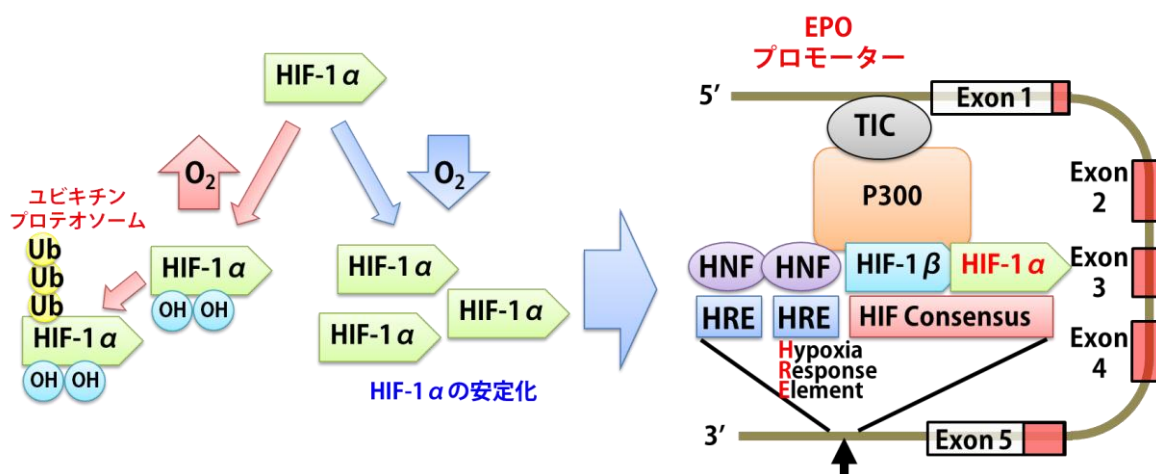 HIF-1α
O2
O2
ユビキチン
プロテオソーム
Ub
Ub
Ub
HIF-1α
OH OH
HIF-1α
OH OH
HIF-1α
HIF-1α
HIF-1α
HIF-1αの安定化
EPO
プロモーター
5′
Exon 1
TIC
P300
Exon
2
HNF
HNF
HIF-1β
HIF-1α
Exon
3
HRE
HRE
HIF Consensus
Hypoxia
Response
Element
Exon
4
3′
Exon 5